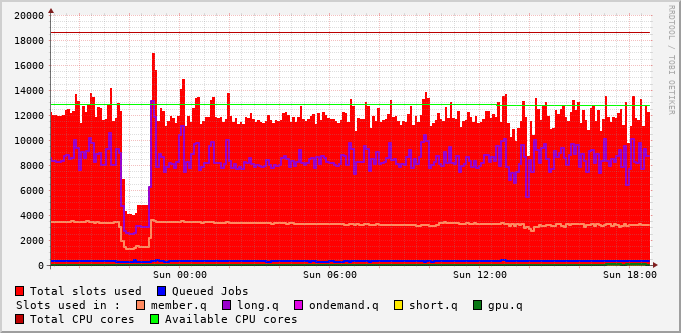 20000
18000
16000
14000
12000
10000
8000
6000
4000
2000
0
Sun 00:00 Sun 06:00 Sun 12:00 Sun 18:00
RRDTOOL / TOBI OETIKER
Total slots used Queued Jobs
Slots used in : member.q long.q ondemand.q short.q gpu.q
Total CPU cores Available CPU cores